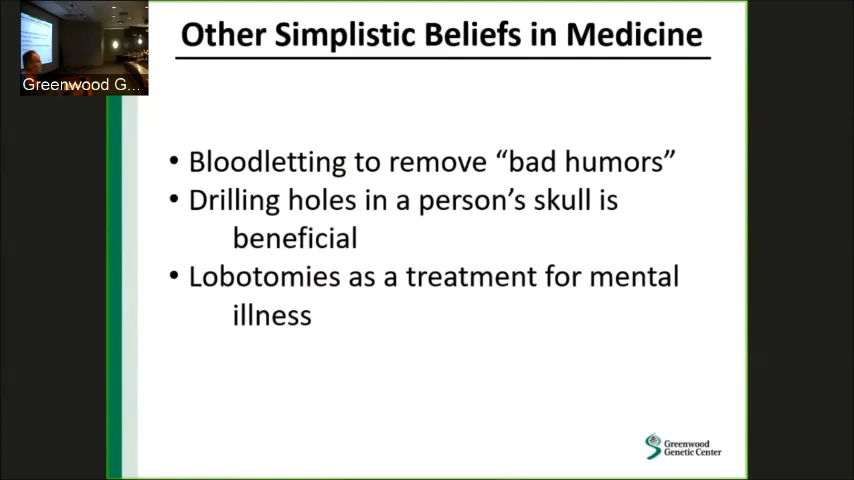 Other Simplistic Beliefs in Medicine
Greenwood G...
• Bloodletting to remove “bad humors”
• Drilling holes in a person’s skull is
beneficial
• Lobotomies as a treatment for mental
illness
Greenwood
Genetic Center